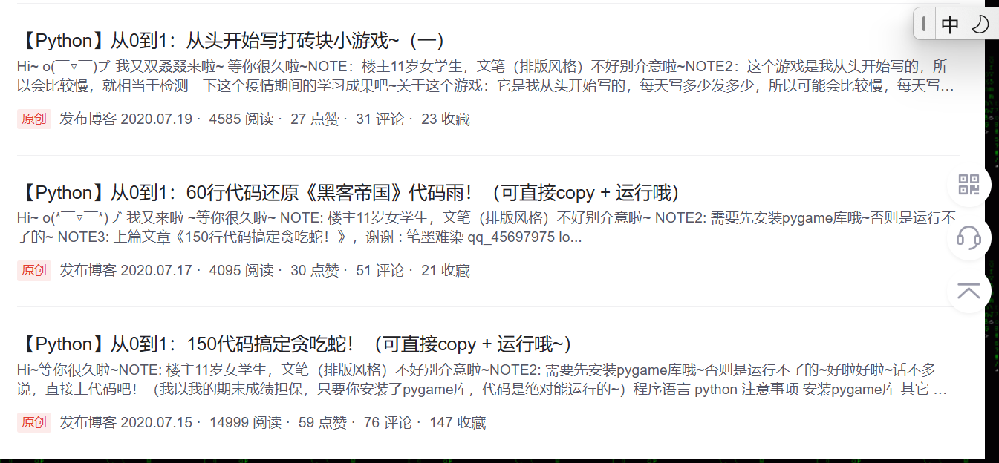 【Python】从0到1：从头开始写打砖块小游戏~（一）
中
Hi~ o(￣▽￣)ブ 我又双叒叕来啦~ 等你很久啦~NOTE：楼主11岁女学生，文笔（排版风格）不好别介意啦~NOTE2：这个游戏是我从头开始写的，所
以会比较慢，就相当于检测一下这个疫情期间的学习成果吧~关于这个游戏：它是我从头开始写的，每天写多少发多少，所以可能会比较慢，每天写…
原创 发布博客 2020.07.19 · 4585 阅读 · 27 点赞 · 31 评论 · 23 收藏
【Python】从0到1：60行代码还原《黑客帝国》代码雨！（可直接copy + 运行哦）
Hi~ o(*￣▽￣*)ブ 我又来啦 ~等你很久啦~ NOTE: 楼主11岁女学生，文笔（排版风格）不好别介意啦~ NOTE2: 需要先安装pygame库哦~否则是运行不
了的~ NOTE3: 上篇文章《150行代码搞定贪吃蛇！》，谢谢 : 笔墨难染 qq_45697975 lo...
原创 发布博客 2020.07.17 · 4095 阅读 · 30 点赞 · 51 评论 · 21 收藏
【Python】从0到1：150代码搞定贪吃蛇！（可直接copy + 运行哦~）
Hi~等你很久啦~NOTE: 楼主11岁女学生，文笔（排版风格）不好别介意啦~NOTE2: 需要先安装pygame库哦~否则是运行不了的~好啦好啦~话不多
说，直接上代码吧！（我以我的期末成绩担保，只要你安装了pygame库，代码是绝对能运行的~）程序语言 python 注意事项 安装pygame库 其它 …
原创 发布博客 2020.07.15 · 14999 阅读 · 59 点赞 · 76 评论 · 147 收藏